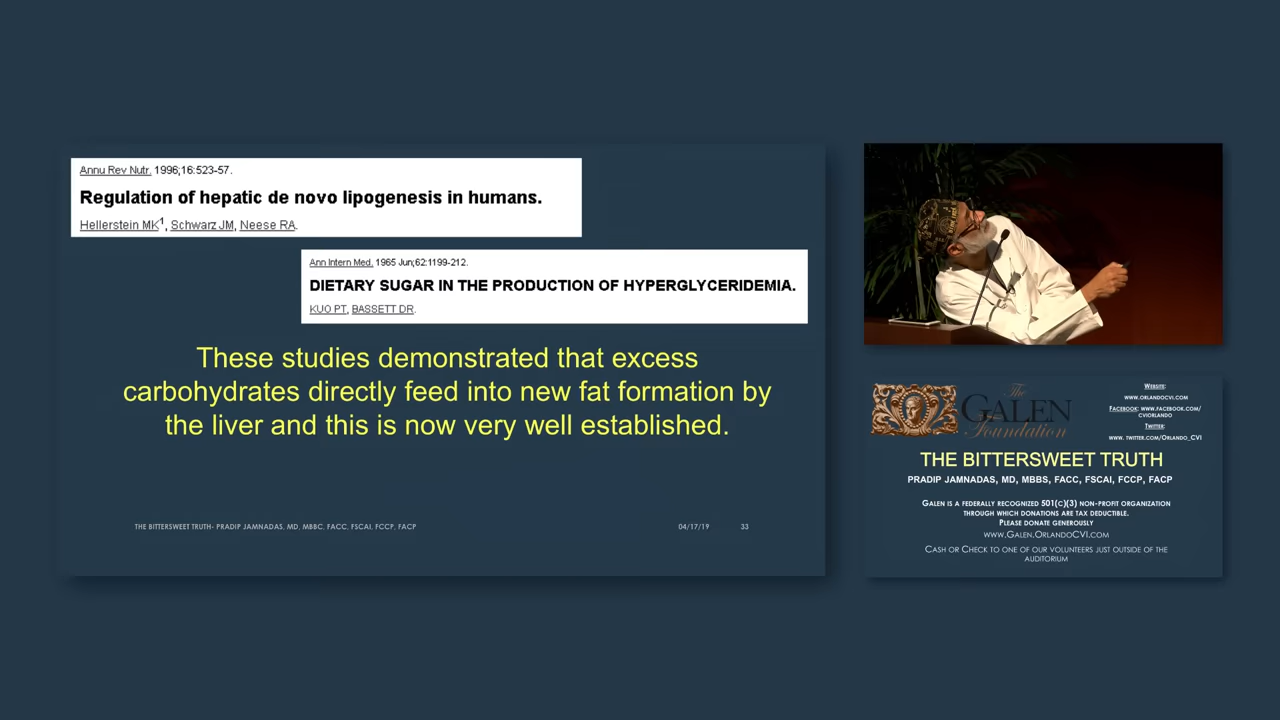 Annu Rev Nutr. 1996;16:523-57.
Regulation of hepatic de novo lipogenesis in humans.
Hellerstein MK1, Schwarz JM, Neese RA.
Ann Intern Med. 1965 Jun;62:1199-212.
DIETARY SUGAR IN THE PRODUCTION OF HYPERGLYCERIDEMIA.
KUO PT, BASSETT DR.
These studies demonstrated that excess
carbohydrates directly feed into new fat formation by
the liver and this is now very well established.
THE BITTERSWEET TRUTH- PRADIP JAMNADAS, MD, MBBC, FACC, FSCAI, FCCP, FACP
04/17/19
33
The
GALEN
Foundation
WEBSITE:
WWW.ORLANDOCVI.COM
FACEBOOK: WWW.FACEBOOK.COM/
CVIORLANDO
TWITTER:
WWW. TWITTER.COM/ORLANDO_CVI
THE BITTERSWEET TRUTH
PRADIP JAMNADAS, MD, MBBS, FACC, FSCAI, FCCP, FACP
GALEN IS A FEDERALLY RECOGNIZED 501(C)(3) NON-PROFIT ORGANIZATION
THROUGH WHICH DONATIONS ARE TAX DEDUCTIBLE.
PLEASE DONATE GENEROUSLY
WWW.GALEN.ORLANDOCVI.COM
CASH OR CHECK TO ONE OF OUR VOLUNTEERS JUST OUTSIDE OF THE
AUDITORIUM